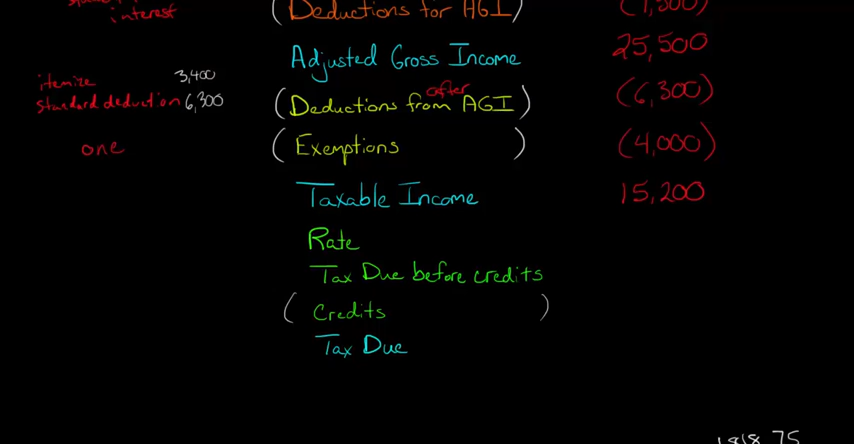 interest
(Deductions for AGI)
Adjusted Gross Income 25,500
itemize 3,400
standard deduction 6,300
after
(Deductions from AGI) (6,300)
one (Exemptions) (4,000)
Taxable Income 15,200
Rate
Tax Due before credits
(Credits)
Tax Due